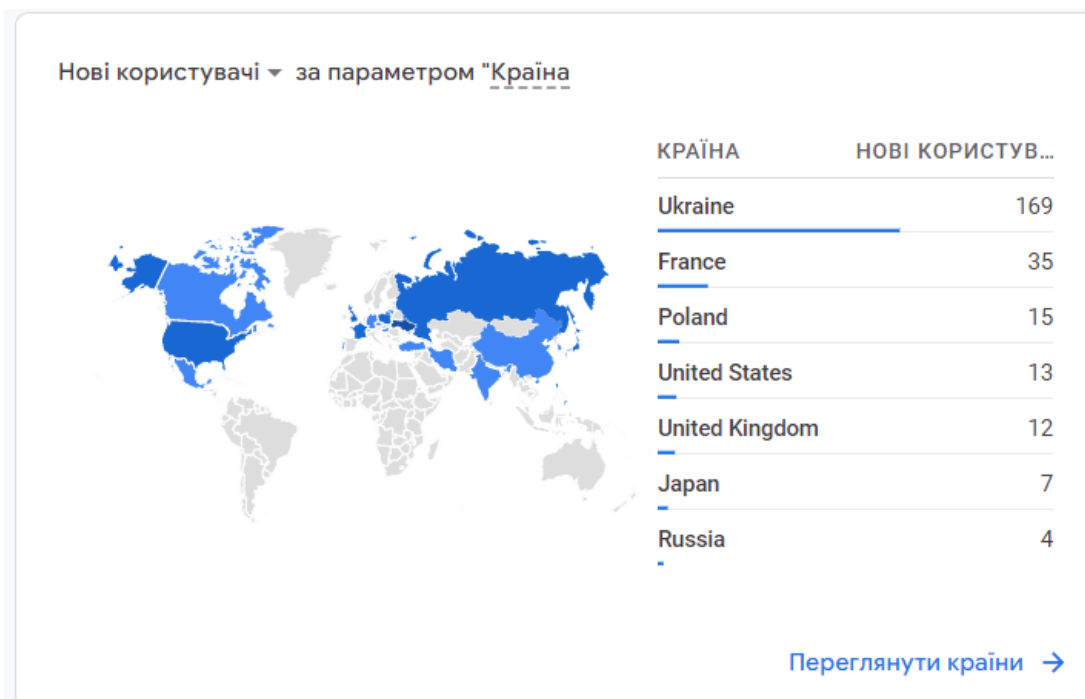 Нові користувачі за параметром "Країна
КРАЇНА НОВІ КОРИСТУВ...
Ukraine 169
France 35
Poland 15
United States 13
United Kingdom 12
Japan 7
Russia 4
Переглянути країни